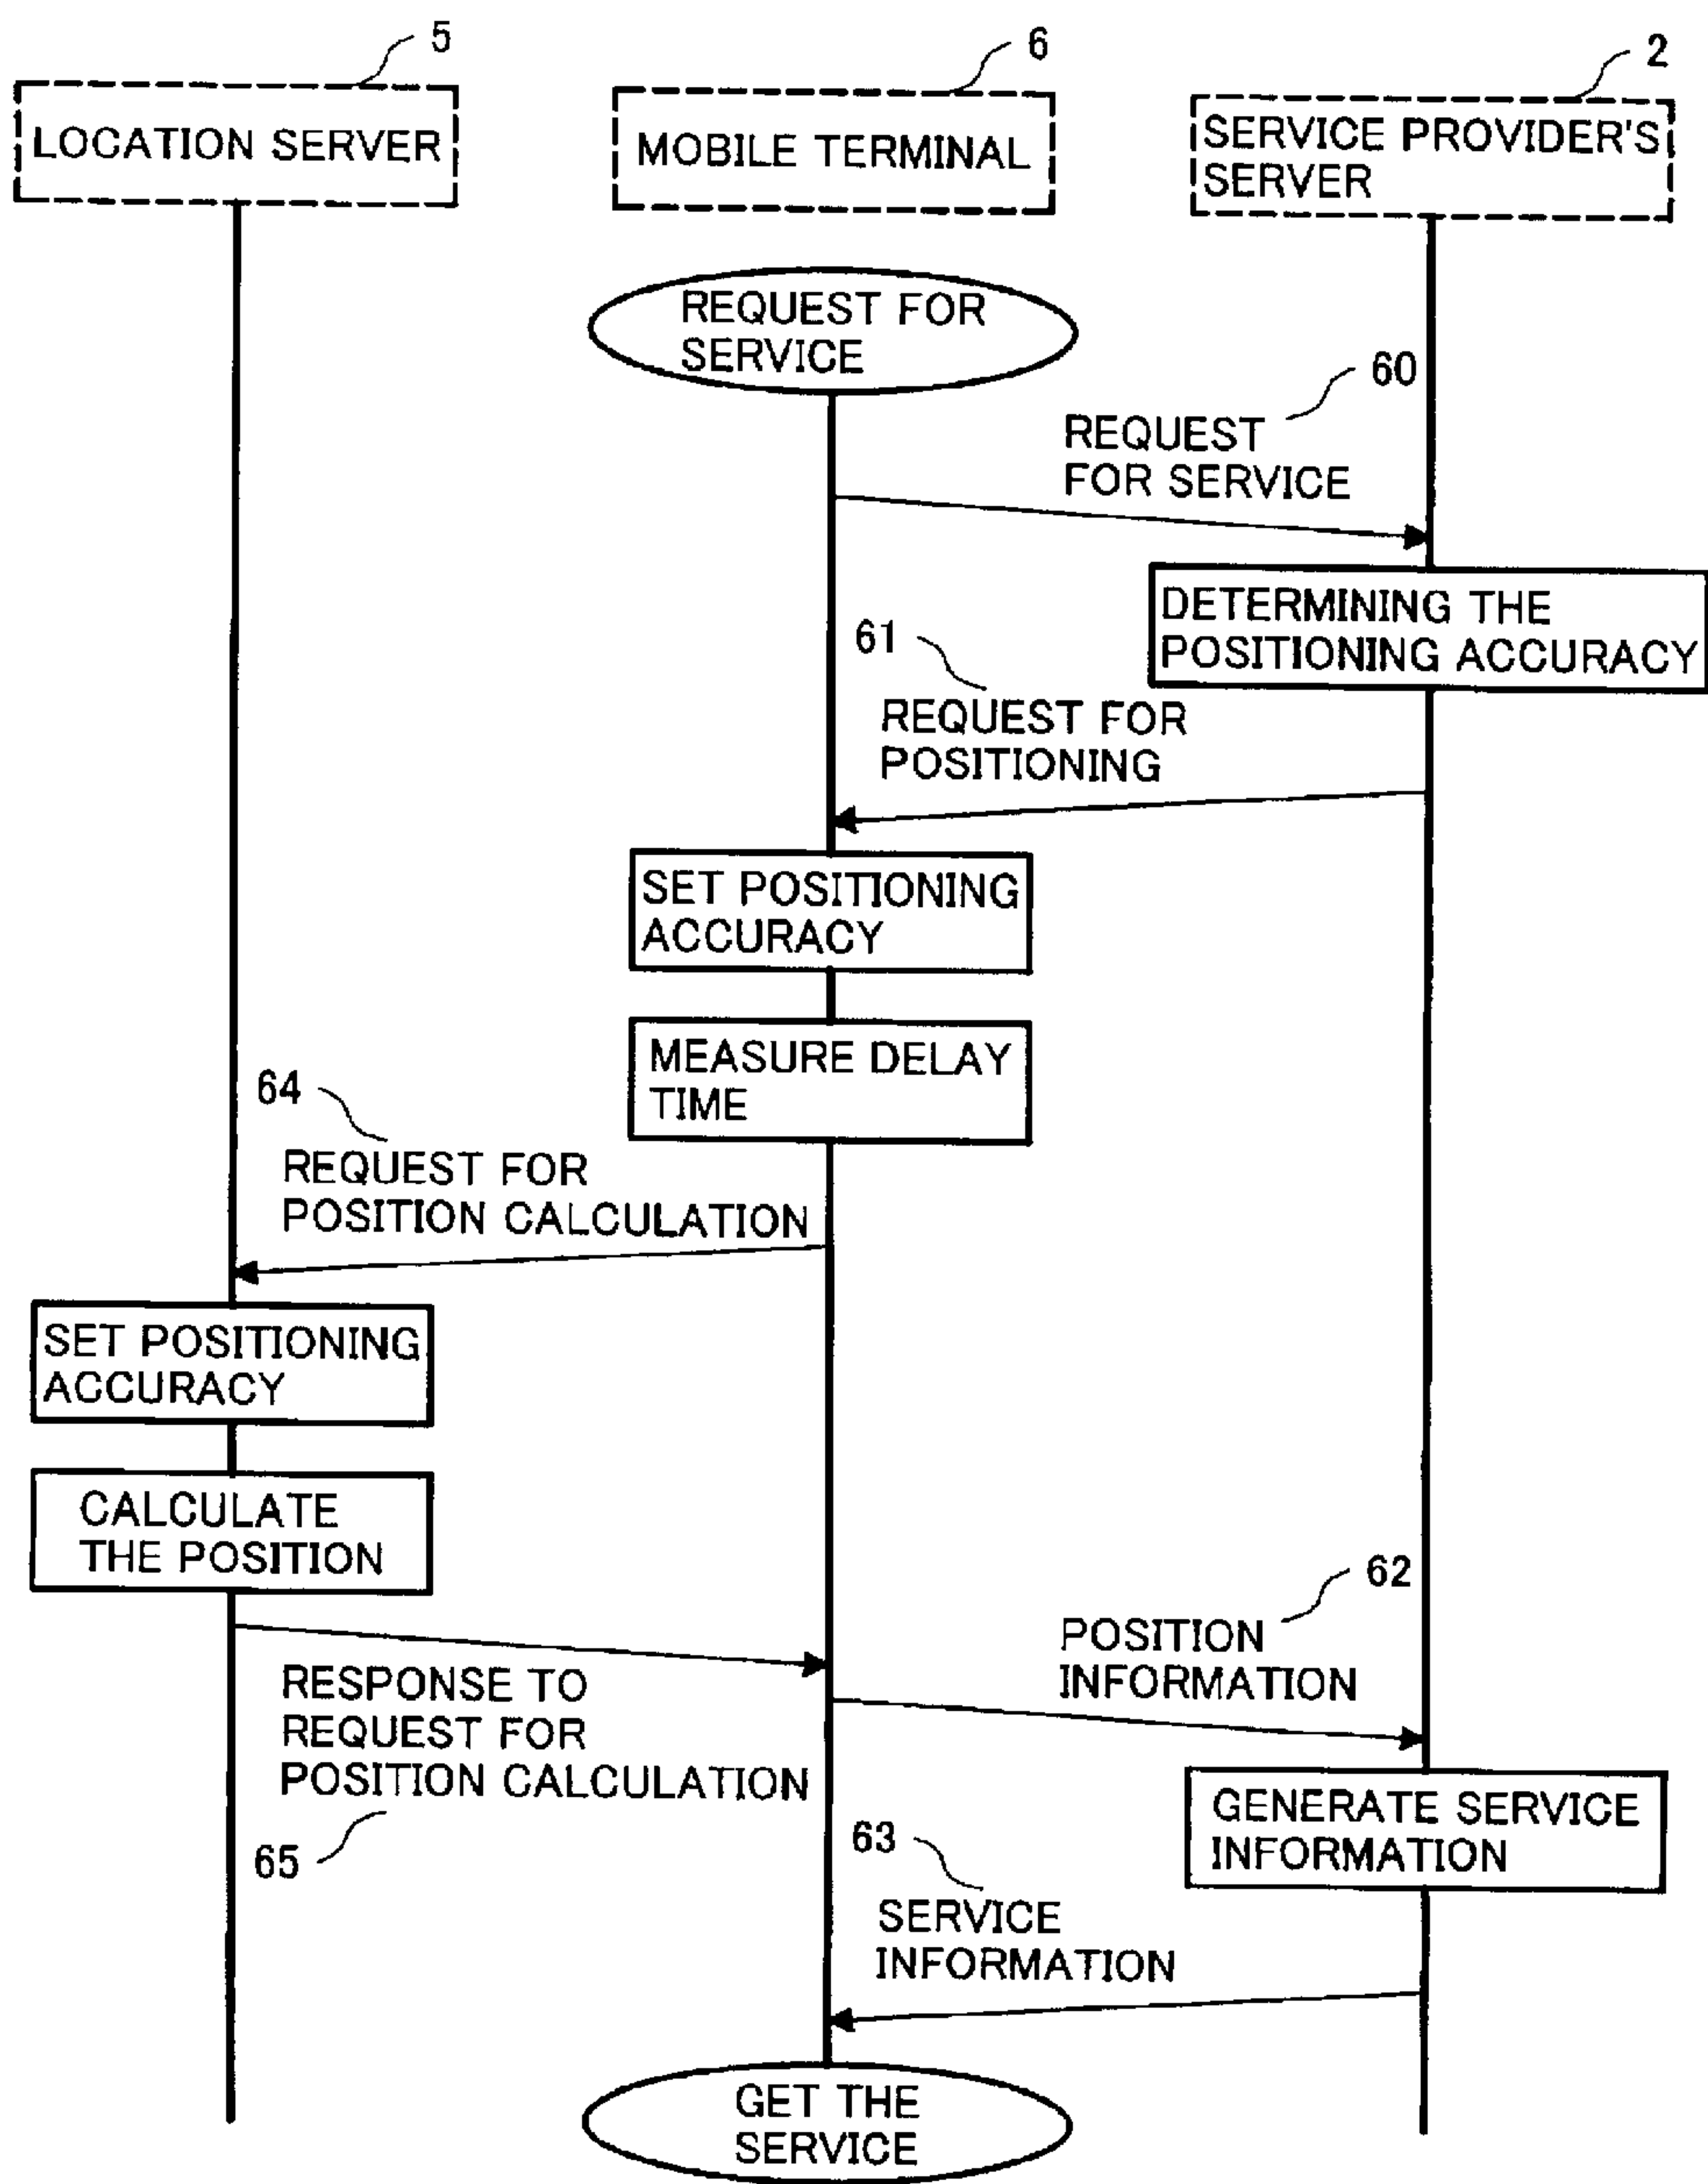 5
6
2
LOCATION SERVER
MOBILE TERMINAL
SERVICE PROVIDER'S
SERVER
REQUEST FOR
SERVICE
60
REQUEST
FOR SERVICE
DETERMINING THE
POSITIONING ACCURACY
61
REQUEST FOR
POSITIONING
SET POSITIONING
ACCURACY
MEASURE DELAY
TIME
64
REQUEST FOR
POSITION CALCULATION
SET POSITIONING
ACCURACY
CALCULATE
THE POSITION
62
POSITION
INFORMATION
RESPONSE TO
REQUEST FOR
POSITION CALCULATION
65
GENERATE SERVICE
INFORMATION
63
SERVICE
INFORMATION
GET THE
SERVICE